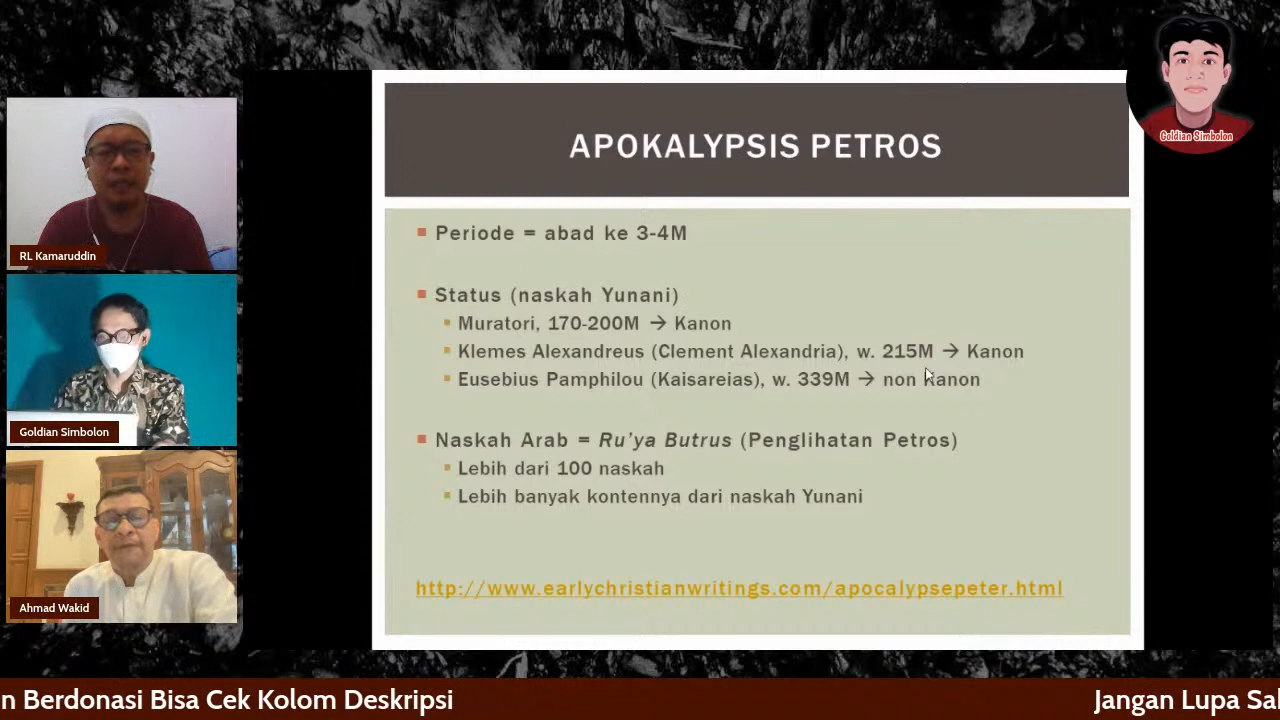 APOKALYPSIS PETROS
Periode = abad ke 3-4M
Status (naskah Yunani)
Muratori, 170-200M → Kanon
Klemes Alexandreus (Clement Alexandria), w. 215M → Kanon
Eusebius Pamphilou (Kaisareias), w. 339M → non Kanon
Naskah Arab = Ru'ya Butrus (Penglihatan Petros)
Lebih dari 100 naskah
Lebih banyak kontennya dari naskah Yunani
http://www.earlychristianwritings.com/apocalypsepeter.html
Goldian Simbolon
RL Kamaruddin
Goldian Simbolon
Ahmad Wakid
n Berdonasi Bisa Cek Kolom Deskripsi
Jangan Lupa Sa